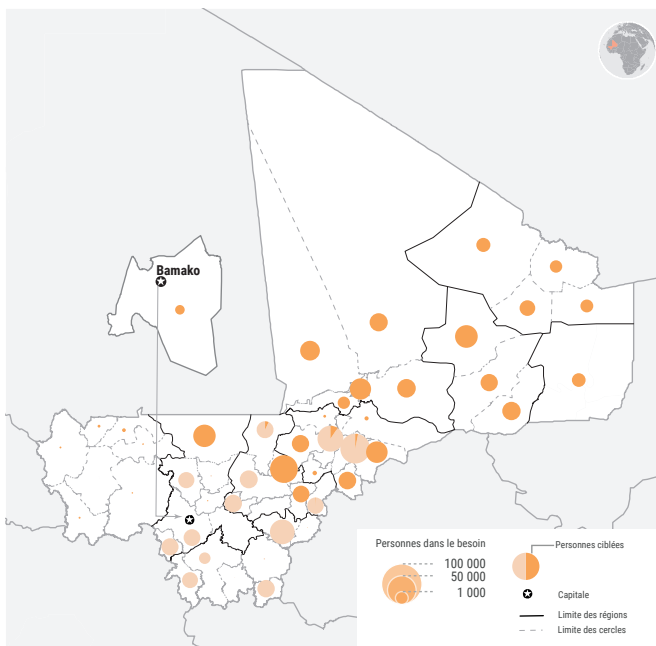 Bamako
Personnes dans le besoin
100 000
50 000
1 000
Personnes ciblées
Capitale
Limite des régions
Limite des cercles